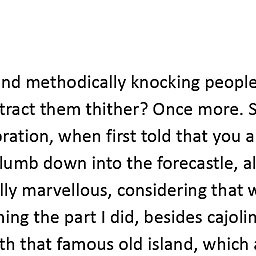 nd methodically knocking people
tract them thither? Once more. S
oration, when first told that you a
lumb down into the forecastle, al
lly marvellous, considering that w
ning the part I did, besides cajolin
th that famous old island, which a